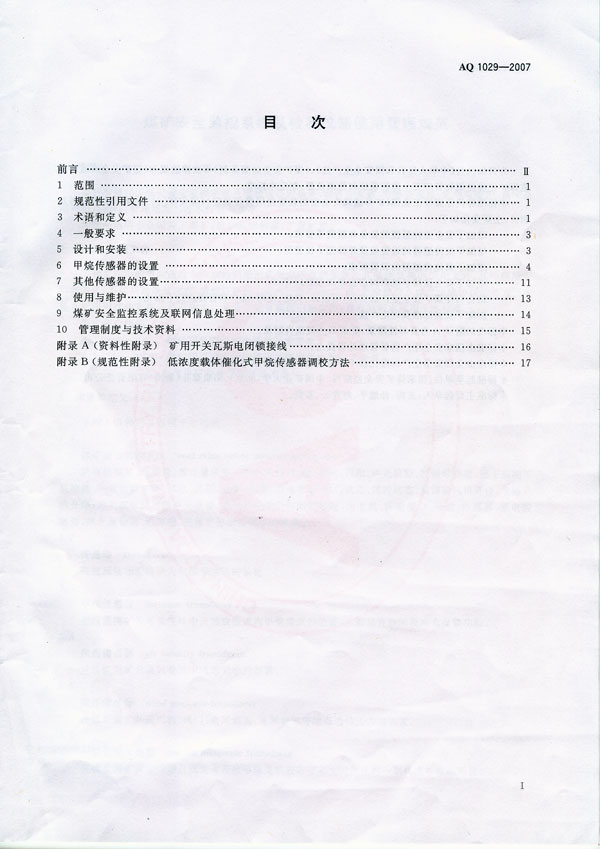 AQ 1029—2007
目 次
前言 …… Ⅱ
1 范围 …… 1
2 规范性引用文件 …… 1
3 术语和定义 …… 1
4 一般要求 …… 3
5 设计和安装 …… 3
6 甲烷传感器的设置 …… 4
7 其他传感器的设置 …… 11
8 使用与维护 …… 13
9 煤矿安全监控系统及联网信息处理 …… 14
10 管理制度与技术资料 …… 15
附录 A（资料性附录） 矿用开关瓦斯电闭锁接线 …… 16
附录 B（规范性附录） 低浓度载体催化式甲烷传感器调校方法 …… 17
Ⅰ